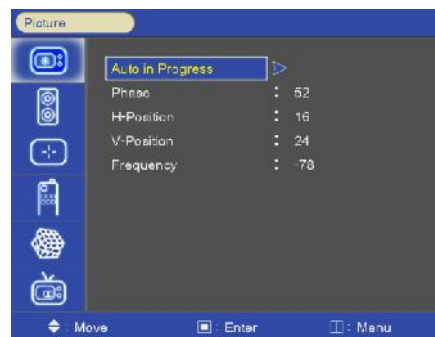 Picture
Auto in Progress
Phase : 52
H-Position : 16
V-Position : 24
Frequency : -78
: Move : Enter : Menu